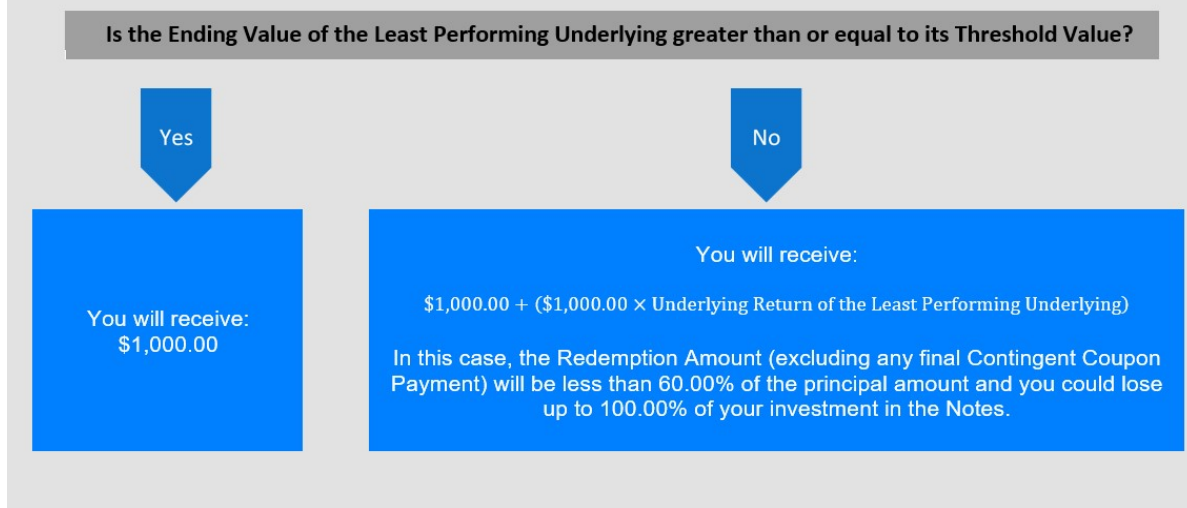 Is the Ending Value of the Least Performing Underlying greater than or equal to its Threshold Value?
Yes
No
You will receive:
$1,000.00
You will receive:
$1,000.00 + ($1,000.00 × Underlying Return of the Least Performing Underlying)
In this case, the Redemption Amount (excluding any final Contingent Coupon
Payment) will be less than 60.00% of the principal amount and you could lose
up to 100.00% of your investment in the Notes.